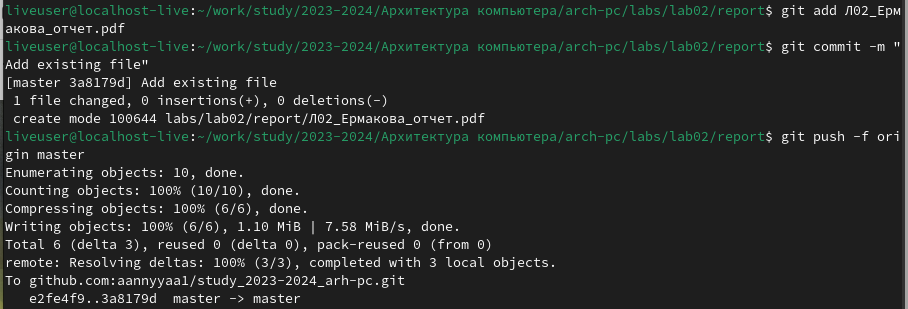 liveuser@localhost-live:~/work/study/2023-2024/Архитектура компьютера/arch-pc/labs/lab02/report$ git add Л02_Ерм
акова_отчет.pdf
liveuser@localhost-live:~/work/study/2023-2024/Архитектура компьютера/arch-pc/labs/lab02/report$ git commit -m "
Add existing file"
[master 3a8179d] Add existing file
 1 file changed, 0 insertions(+), 0 deletions(-)
 create mode 100644 labs/lab02/report/Л02_Ермакова_отчет.pdf
liveuser@localhost-live:~/work/study/2023-2024/Архитектура компьютера/arch-pc/labs/lab02/report$ git push -f ori
gin master
Enumerating objects: 10, done.
Counting objects: 100% (10/10), done.
Compressing objects: 100% (6/6), done.
Writing objects: 100% (6/6), 1.10 MiB | 7.58 MiB/s, done.
Total 6 (delta 3), reused 0 (delta 0), pack-reused 0 (from 0)
remote: Resolving deltas: 100% (3/3), completed with 3 local objects.
To github.com:aannyyaa1/study_2023-2024_arh-pc.git
   e2fe4f9..3a8179d  master -> master